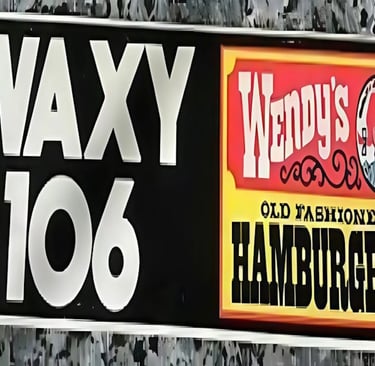 WAXY
106
WENDY'S
OLD FASHIONE
HAMBURGE